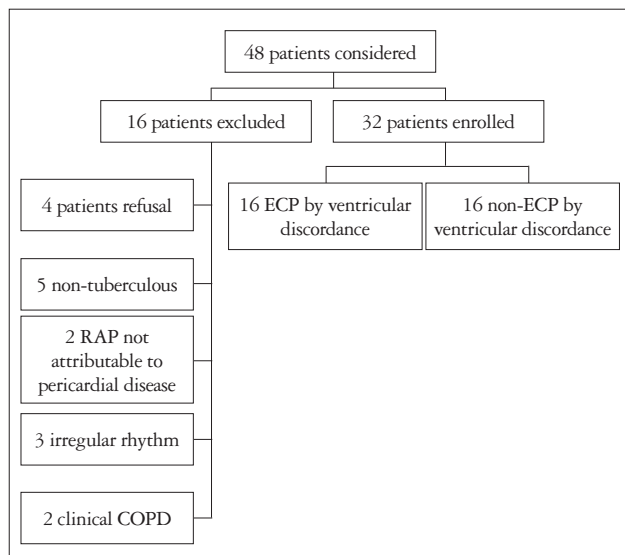 48 patients considered
16 patients excluded
32 patients enrolled
4 patients refusal
5 non-tuberculous
2 RAP not
attributable to
pericardial disease
3 irregular rhythm
2 clinical COPD
16 ECP by ventricular
discordance
16 non-ECP by
ventricular discordance